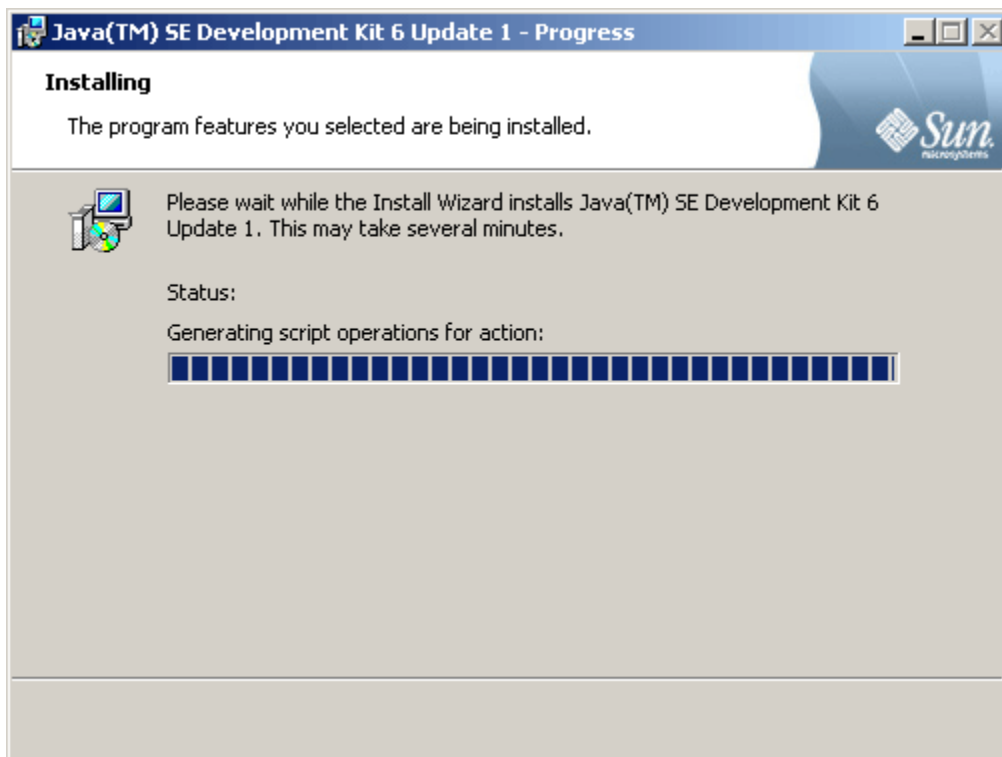 Java(TM) SE Development Kit 6 Update 1 - Progress
Installing
The program features you selected are being installed.
Sun.
microsystems
Please wait while the Install Wizard installs Java(TM) SE Development Kit 6
Update 1. This may take several minutes.
Status:
Generating script operations for action: